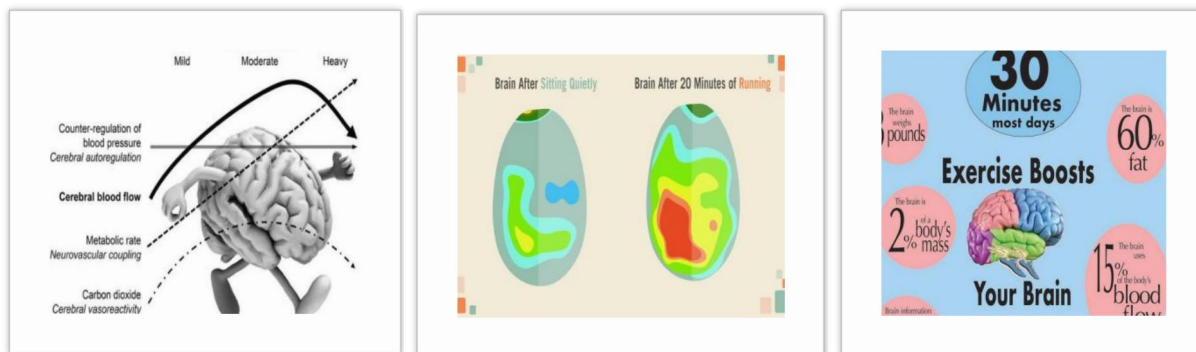 Mild Moderate Heavy
Counter-regulation of
blood pressure
Cerebral autoregulation
Cerebral blood flow
Metabolic rate
Neurovascular coupling
Carbon dioxide
Cerebral vasoreactivity
Brain After Sitting Quietly
Brain After 20 Minutes of Running
30
Minutes
most days
The brain
weighs
pounds
The brain is
60%
fat
Exercise Boosts
The brain is
2% of a
body's
mass
The brain
uses
15%
of the body's
blood
flow
Your Brain
Brain information